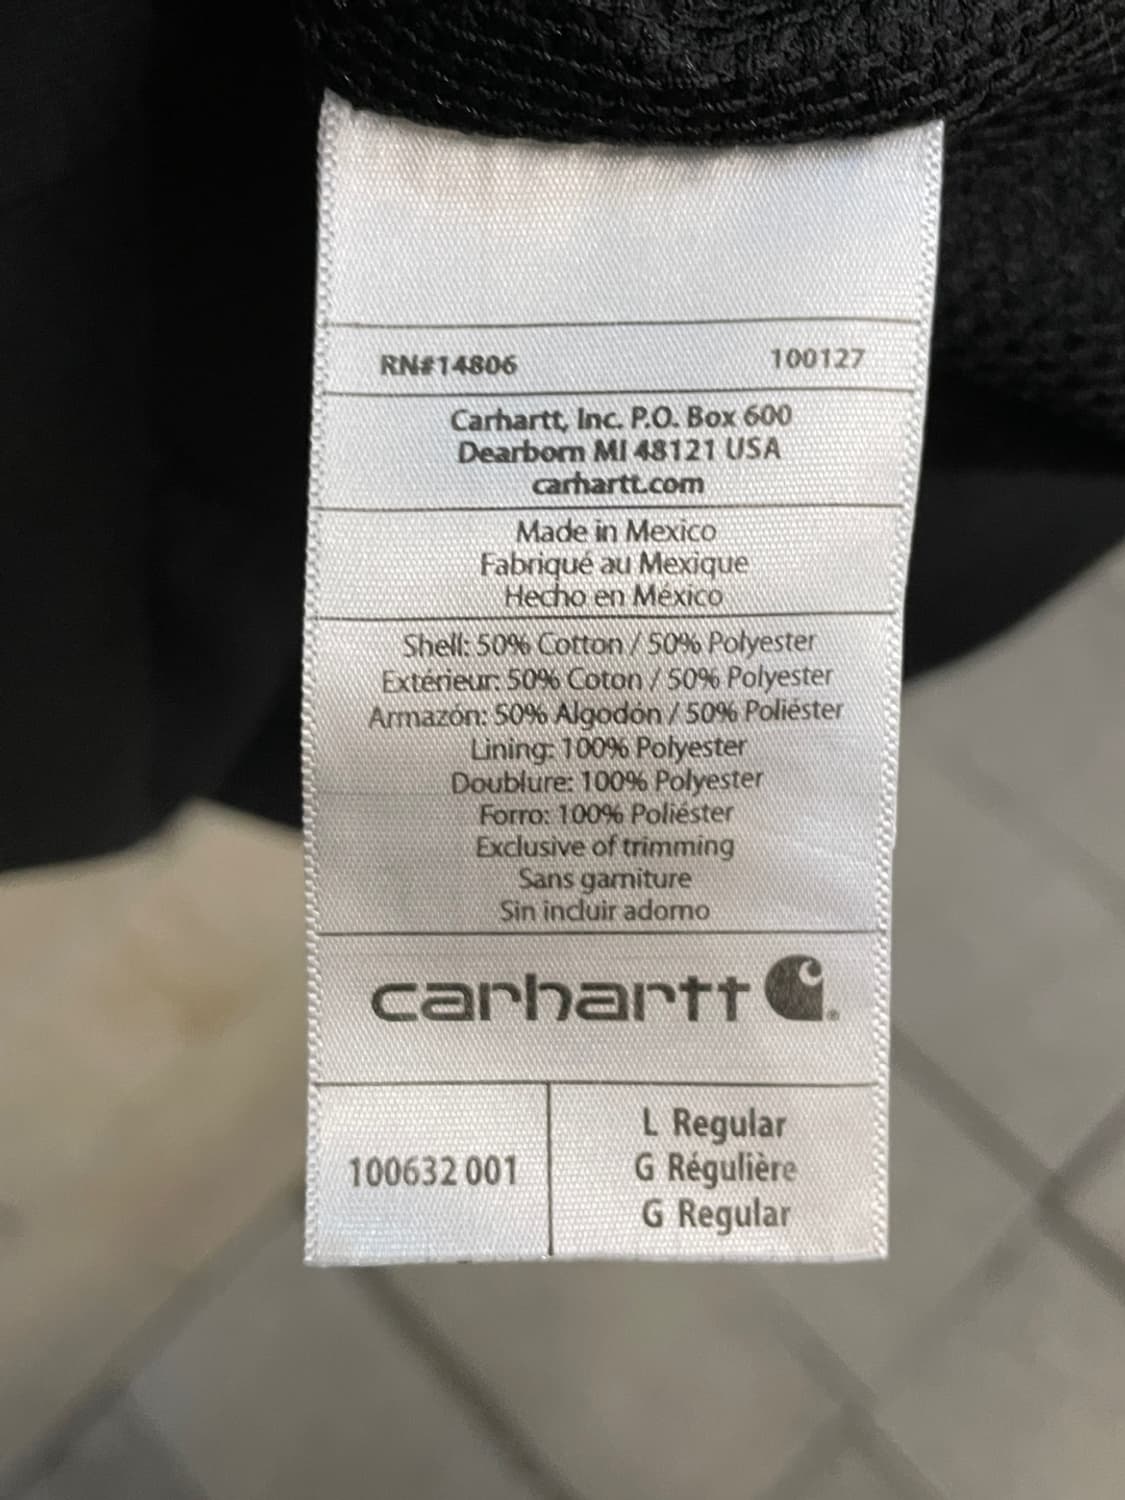 RN#14806 100127
Carhartt, Inc. P.O. Box 600
Dearborn MI 48121 USA
carhartt.com
Made in Mexico
Fabriqué au Mexique
Hecho en México
Shell: 50% Cotton / 50% Polyester
Extérieur: 50% Coton / 50% Polyester
Armazón: 50% Algodón / 50% Poliéster
Lining: 100% Polyester
Doublure: 100% Polyester
Forro: 100% Poliéster
Exclusive of trimming
Sans garniture
Sin incluir adorno
carhartt
100632 001
L Regular
G Régulière
G Regular